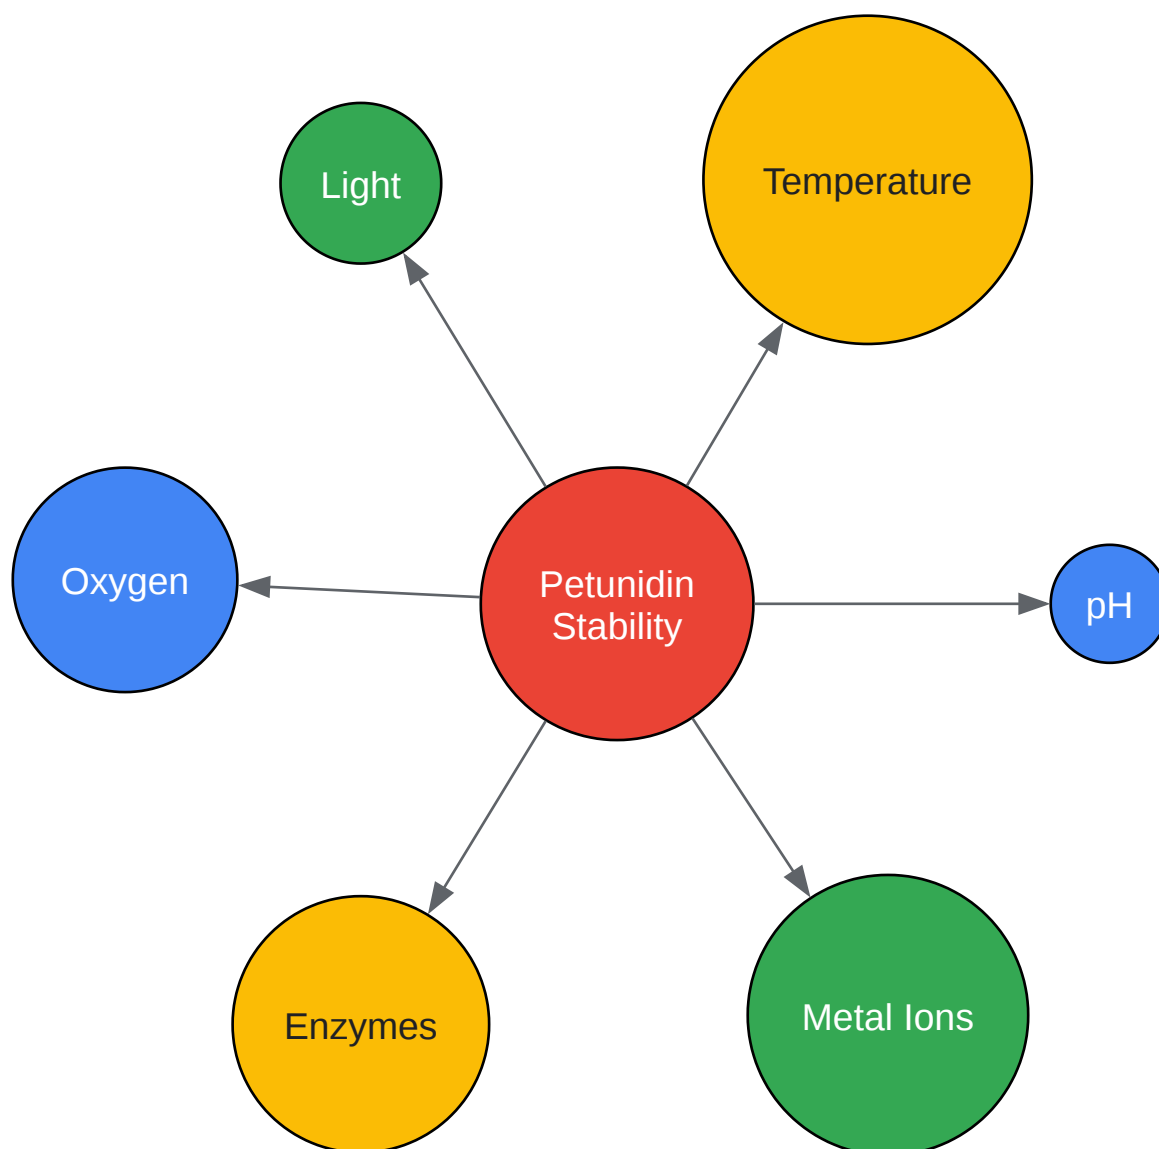 Light
Temperature
Oxygen
Petunidin
Stability
pH
Enzymes
Metal Ions